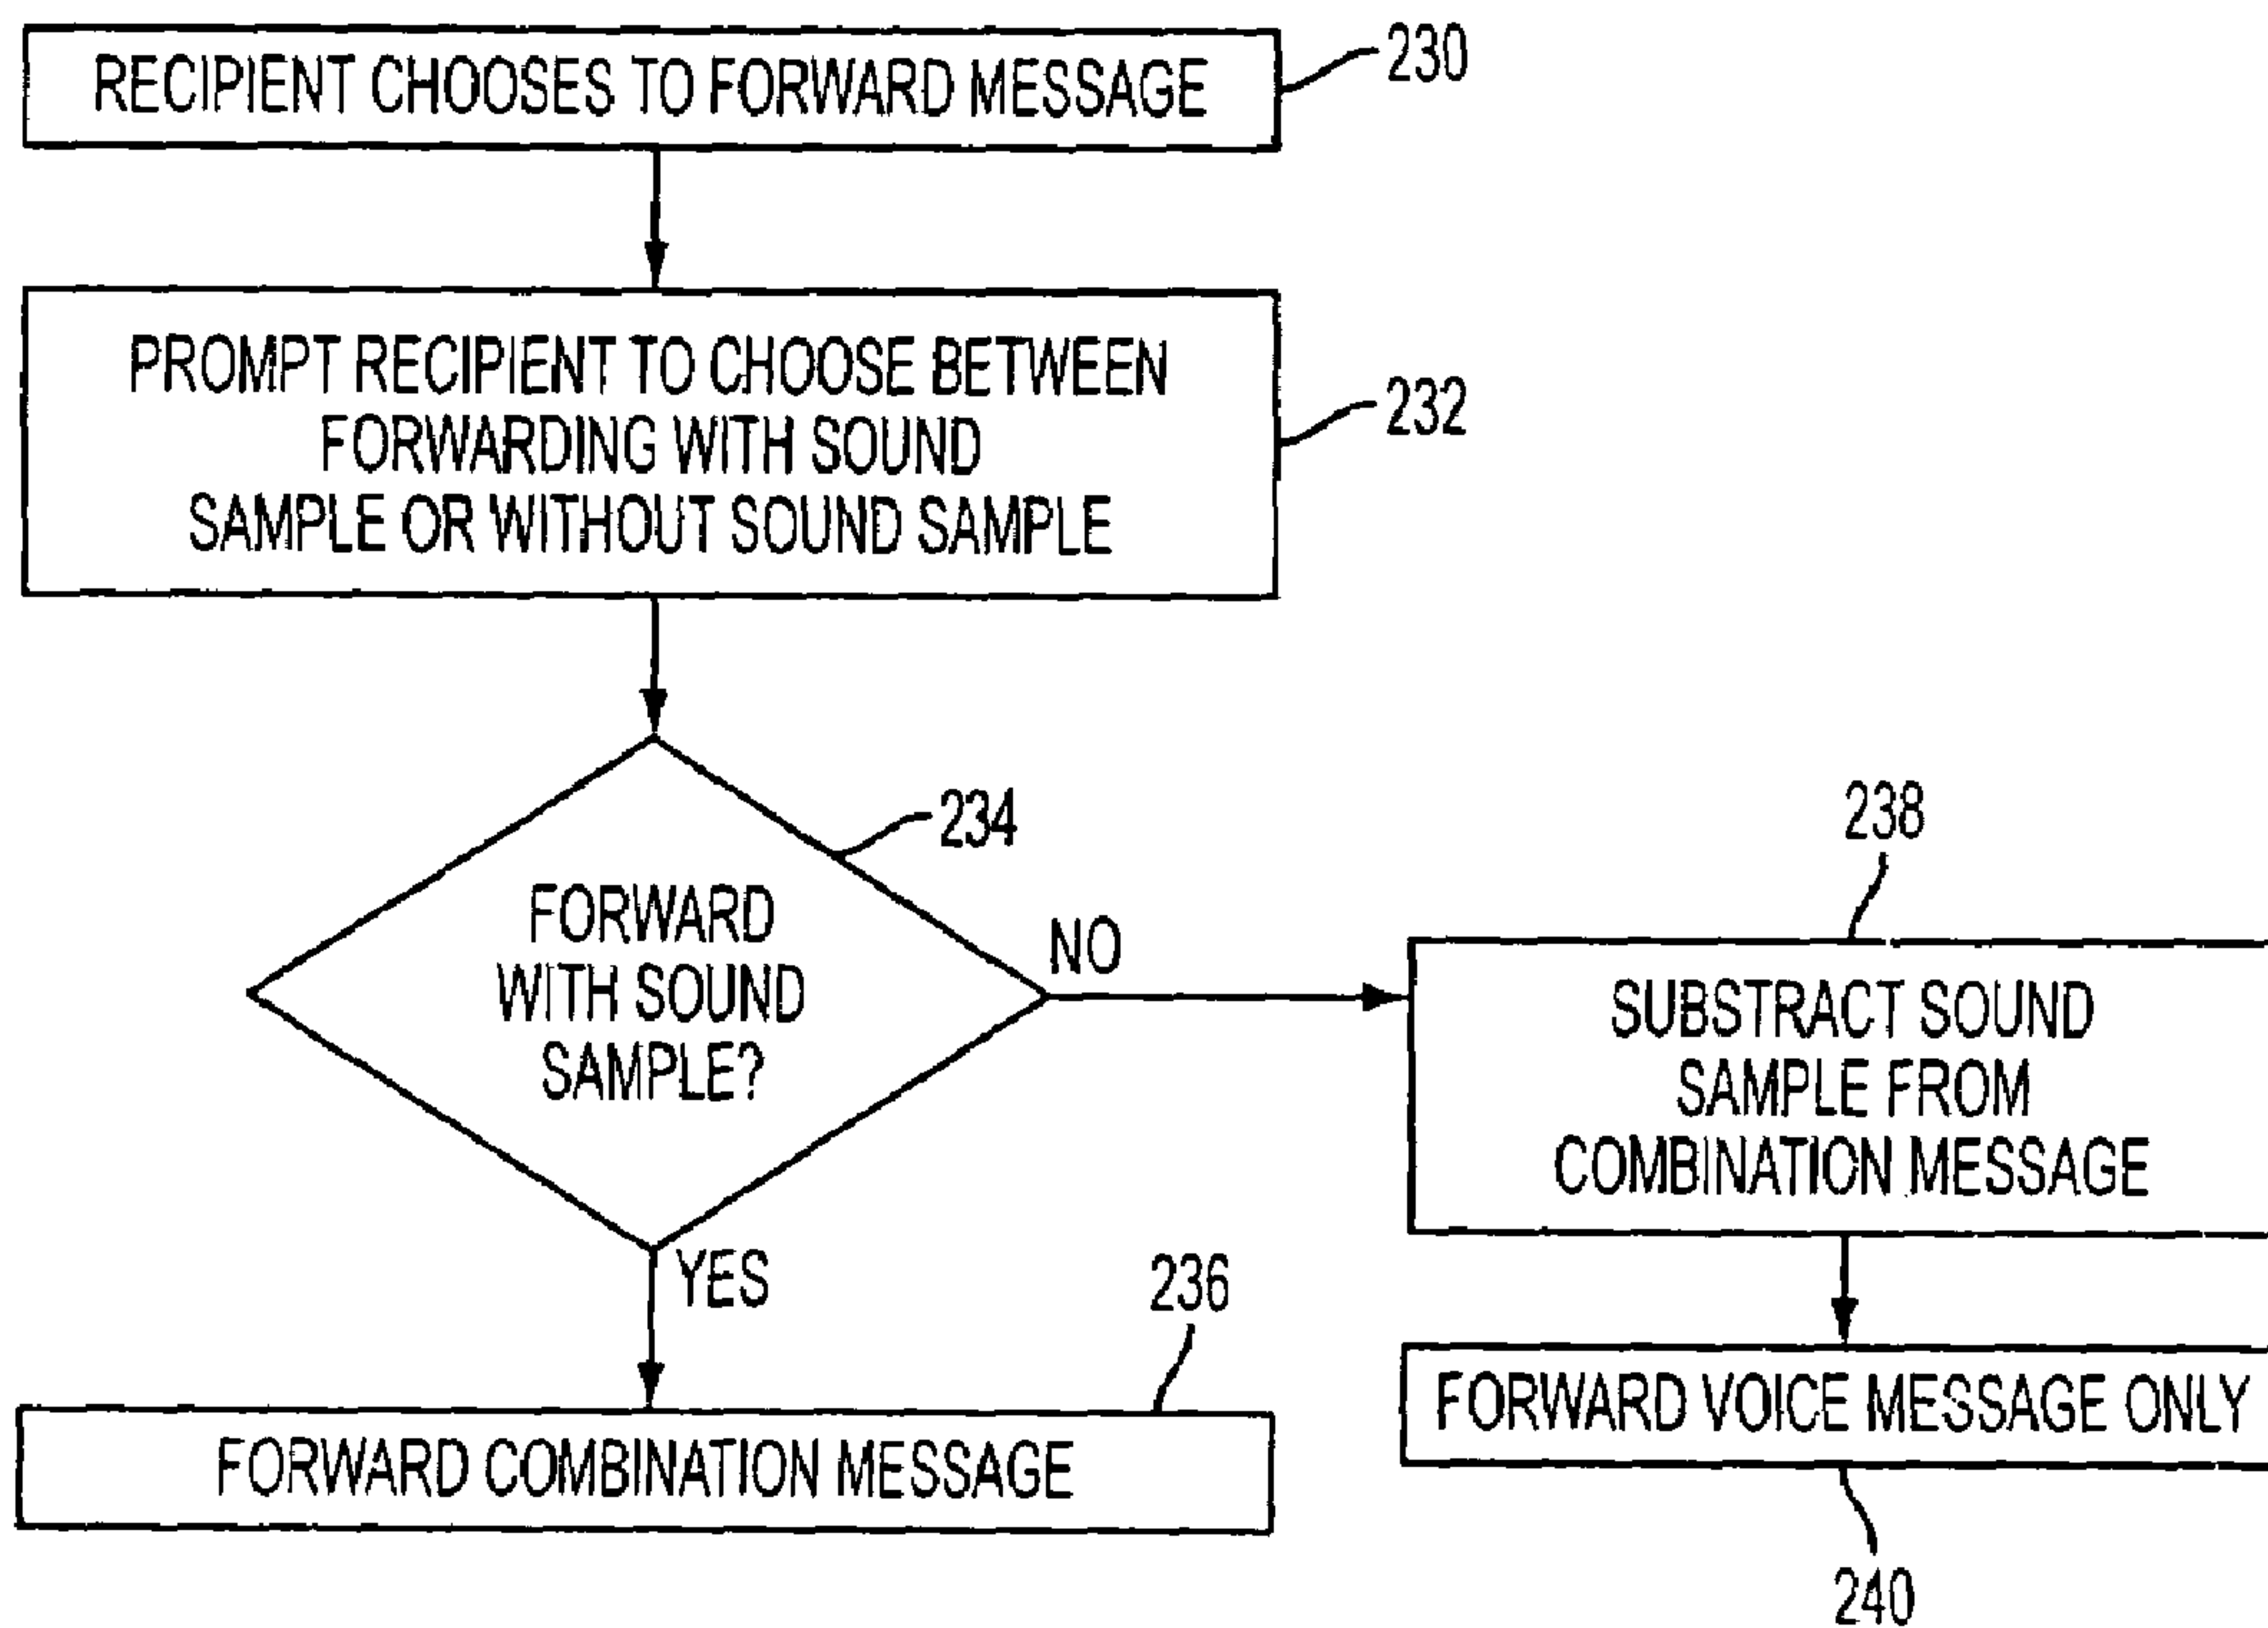 RECIPIENT CHOOSES TO FORWARD MESSAGE
230
PROMPT RECIPIENT TO CHOOSE BETWEEN
FORWARDING WITH SOUND
SAMPLE OR WITHOUT SOUND SAMPLE
232
234
FORWARD
WITH SOUND
SAMPLE?
NO
YES
238
SUBSTRACT SOUND
SAMPLE FROM
COMBINATION MESSAGE
236
FORWARD COMBINATION MESSAGE
FORWARD VOICE MESSAGE ONLY
240